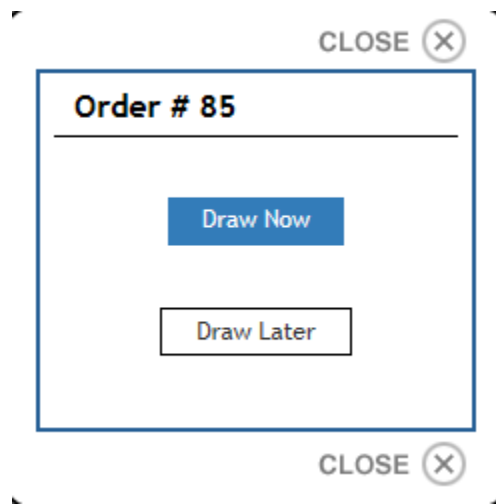 CLOSE
Order # 85
Draw Now
Draw Later
CLOSE